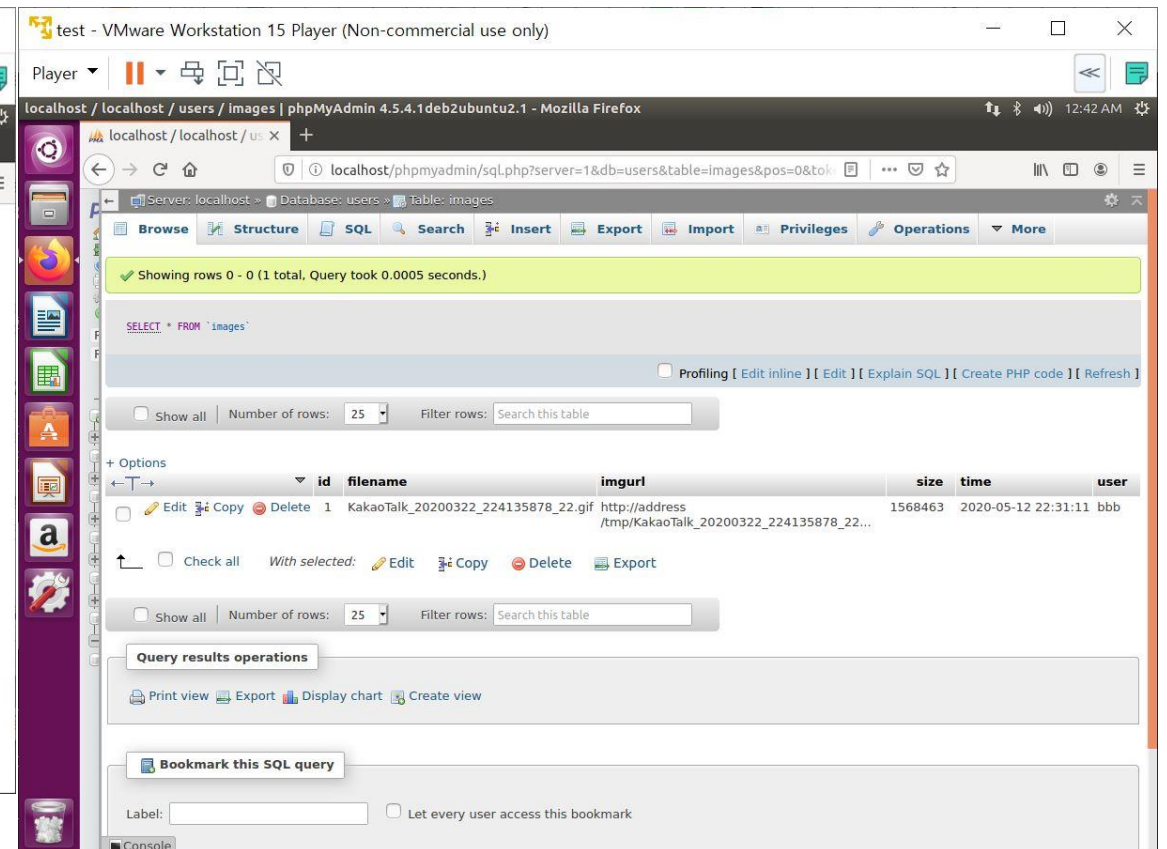 test - VMware Workstation 15 Player (Non-commercial use only)
Player
localhost / localhost / users / images | phpMyAdmin 4.5.4.1deb2ubuntu2.1 - Mozilla Firefox
12:42 AM
localhost / localhost / us
localhost/phpmyadmin/sql.php?server=1&db=users&table=images&pos=0&tok
Server: localhost » Database: users » Table: images
Browse Structure SQL Search Insert Export Import Privileges Operations More
Showing rows 0 - 0 (1 total, Query took 0.0005 seconds.)
SELECT * FROM `images`
Profiling [ Edit inline ] [ Edit ] [ Explain SQL ] [ Create PHP code ] [ Refresh ]
Show all Number of rows: 25 Filter rows: Search this table
+ Options
←T→ id filename imgurl size time user
Edit Copy Delete 1 KakaoTalk_20200322_224135878_22.gif http://address 1568463 2020-05-12 22:31:11 bbb
/tmp/KakaoTalk_20200322_224135878_22...
Check all With selected: Edit Copy Delete Export
Show all Number of rows: 25 Filter rows: Search this table
Query results operations
Print view Export Display chart Create view
Bookmark this SQL query
Label: Let every user access this bookmark
Console